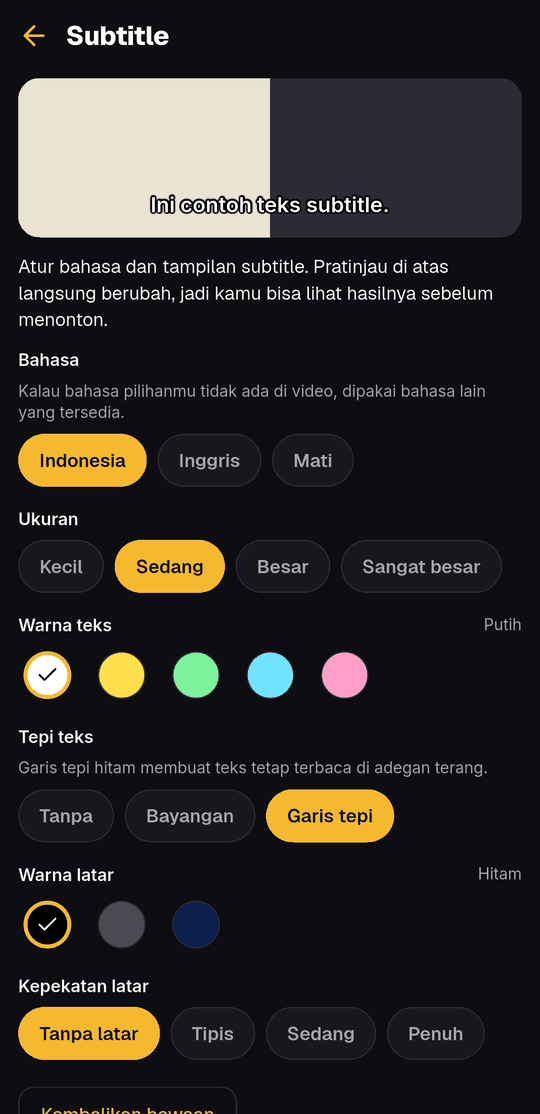 Subtitle
Ini contoh teks subtitle.
Atur bahasa dan tampilan subtitle. Pratinjau di atas
langsung berubah, jadi kamu bisa lihat hasilnya sebelum
menonton.
Bahasa
Kalau bahasa pilihanmu tidak ada di video, dipakai bahasa lain
yang tersedia.
Indonesia Inggris Mati
Ukuran
Kecil Sedang Besar Sangat besar
Warna teks Putih
Tepi teks
Garis tepi hitam membuat teks tetap terbaca di adegan terang.
Tanpa Bayangan Garis tepi
Warna latar Hitam
Kepekatan latar
Tanpa latar Tipis Sedang Penuh
Kembalikan bawaan